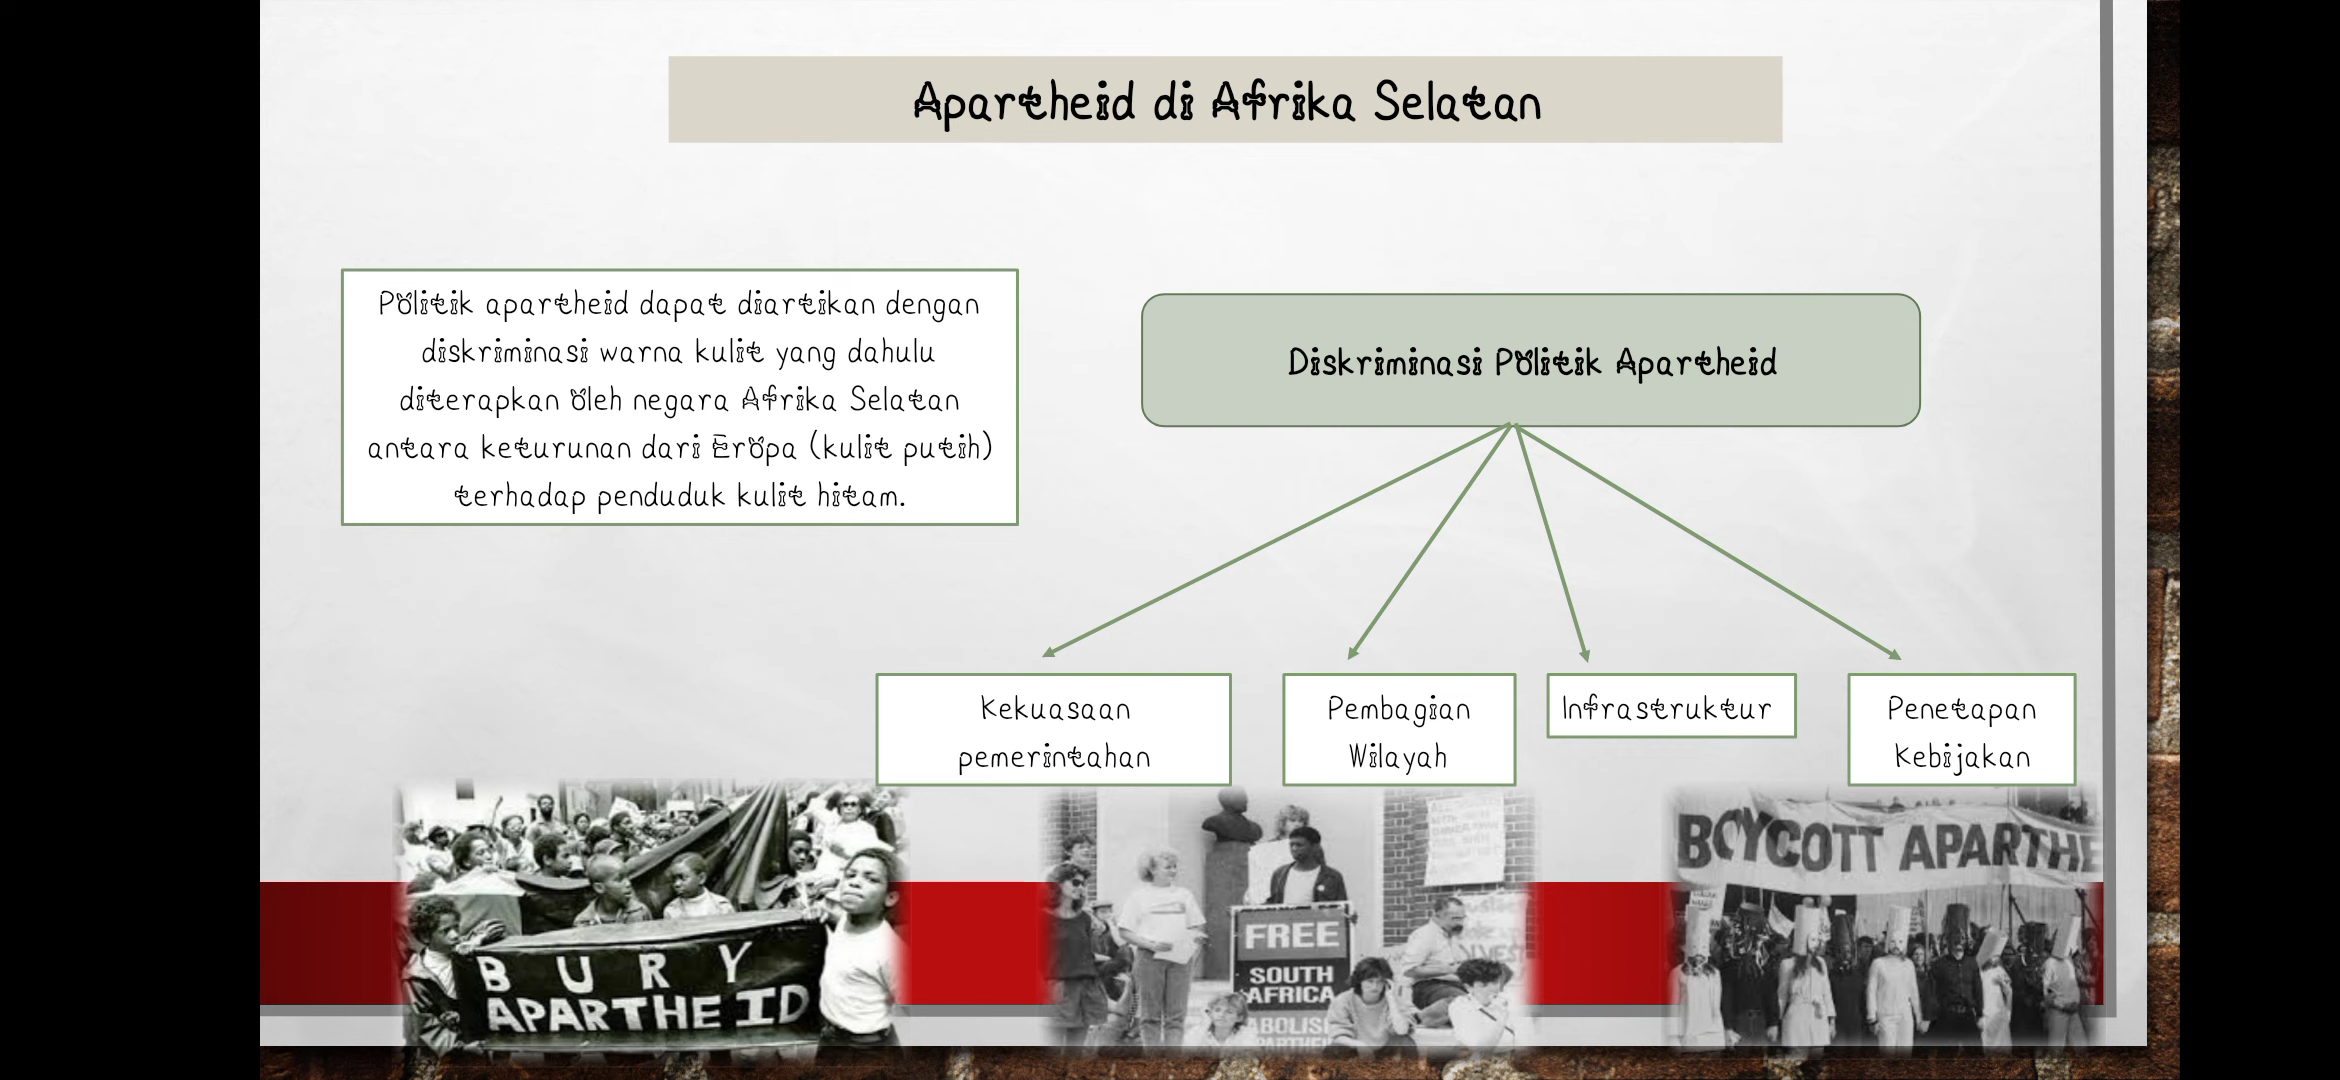 Apartheid di Afrika Selatan
Politik apartheid dapat diartikan dengan
diskriminasi warna kulit yang dahulu
diterapkan oleh negara Afrika Selatan
antara keturunan dari Eropa (kulit putih)
terhadap penduduk kulit hitam.
Diskriminasi Politik Apartheid
Kekuasaan
pemerintahan
Pembagian
Wilayah
Infrastruktur
Penetapan
Kebijakan
BURY
APARTHEID
FREE
SOUTH
AFRICA
BOYCOTT